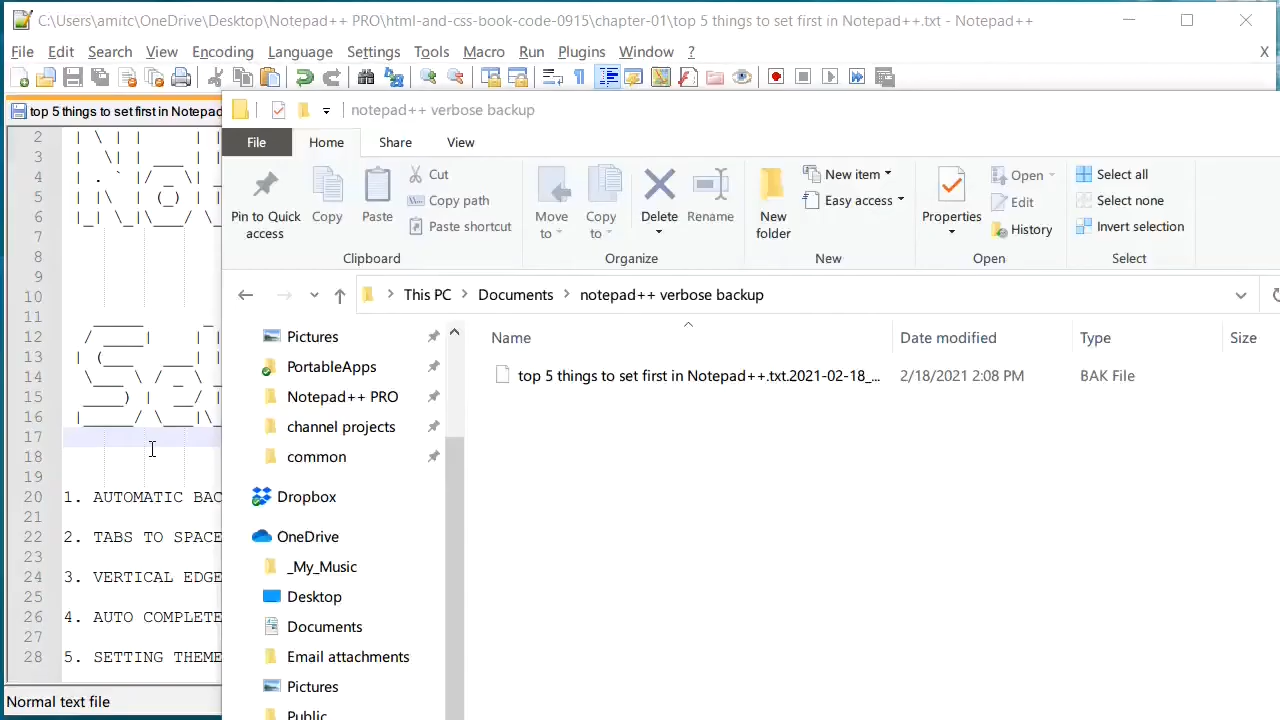 C:\Users\amitc\OneDrive\Desktop\Notepad++ PRO\html-and-css-book-code-0915\chapter-01\top 5 things to set first in Notepad++.txt - Notepad++
File Edit Search View Encoding Language Settings Tools Macro Run Plugins Window ? X
top 5 things to set first in Notepad
notepad++ verbose backup
File Home Share View
Pin to Quick access
Copy
Paste
Cut
Copy path
Paste shortcut
Clipboard
Move to
Copy to
Delete
Rename
Organize
New folder
New item
Easy access
New
Properties
Open
Edit
History
Open
Select all
Select none
Invert selection
Select
This PC > Documents > notepad++ verbose backup
Name Date modified Type Size
top 5 things to set first in Notepad++.txt.2021-02-18_... 2/18/2021 2:08 PM BAK File
Pictures
PortableApps
Notepad++ PRO
channel projects
common
Dropbox
OneDrive
_My_Music
Desktop
Documents
Email attachments
Pictures
Public
2
3
4
5
6
7
8
9
10
11
12
13
14
15
16
17
18
19
20 1. AUTOMATIC BAC
21
22 2. TABS TO SPACE
23
24 3. VERTICAL EDGE
25
26 4. AUTO COMPLETE
27
28 5. SETTING THEME
Normal text file